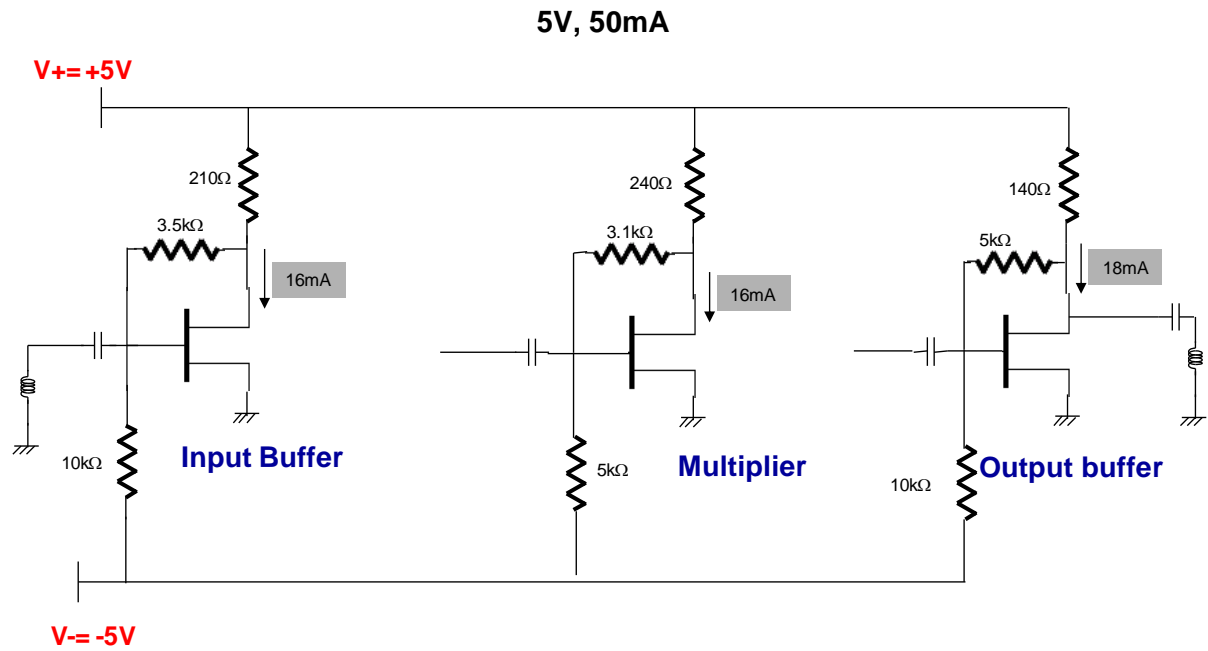 5V, 50mA
V+= +5V
210Ω
240Ω
140Ω
3.5kΩ
3.1kΩ
5kΩ
16mA
16mA
18mA
10kΩ
Input Buffer
5kΩ
Multiplier
10kΩ
Output buffer
V-= -5V